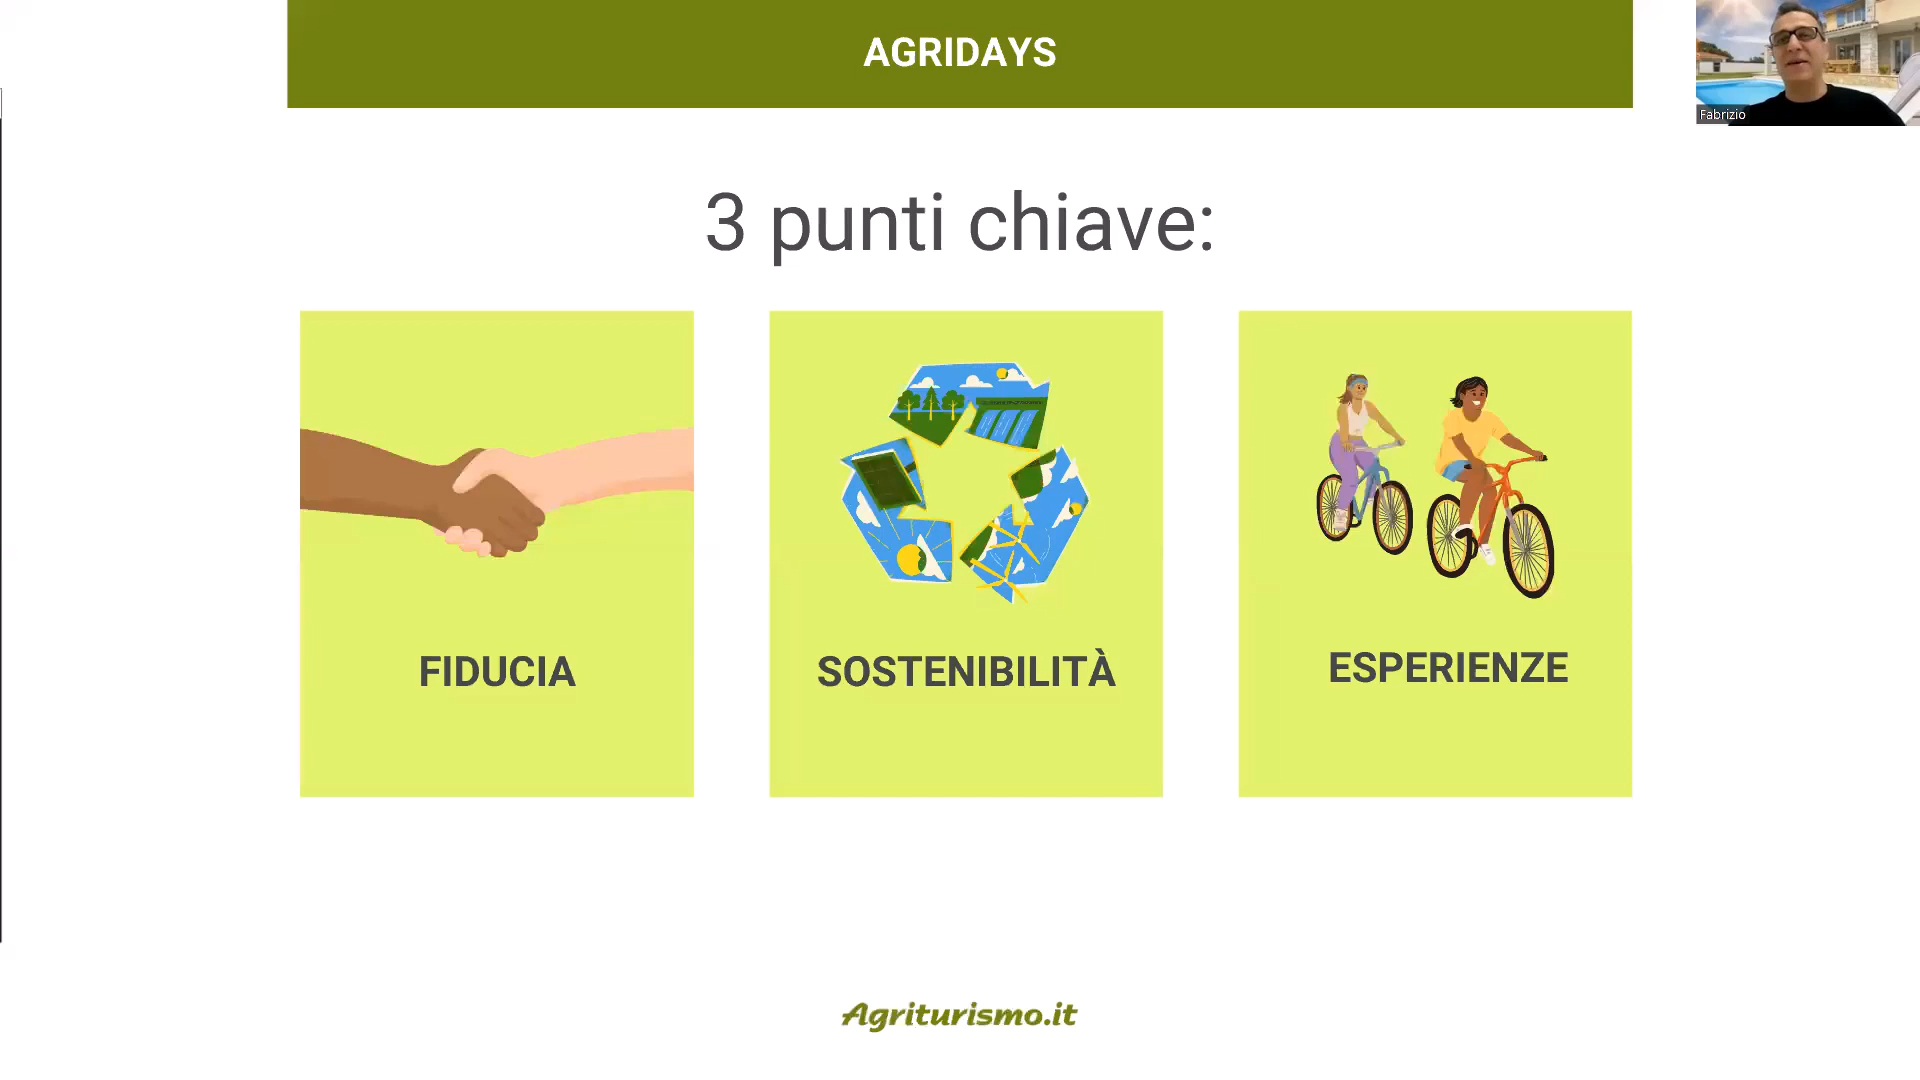 AGRIDAYS
Fabrizio
3 punti chiave:
FIDUCIA
SOSTENIBILITÀ
ESPERIENZE
Agriturismo.it